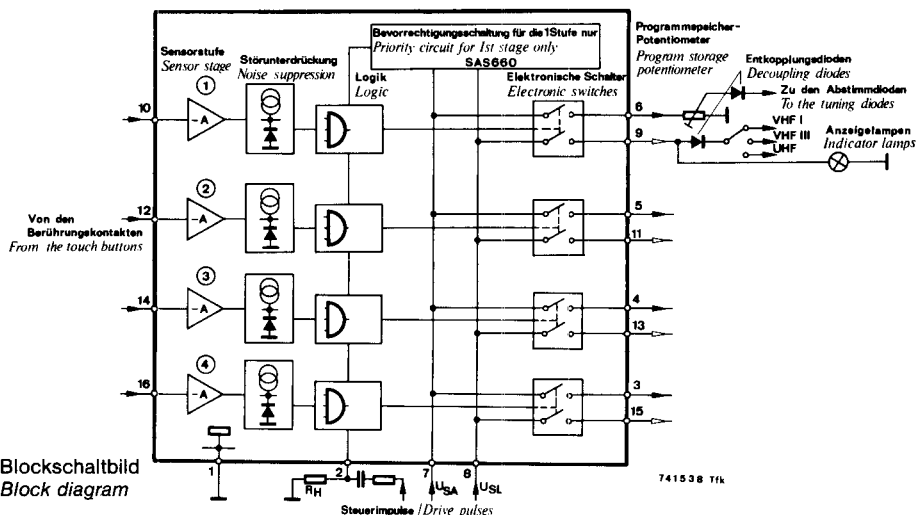 Bevorrechtigungsschaltung für die 1Stufe nur
Priority circuit for 1st stage only
SAS660
Programmspeicher-
Potentiometer
Program storage
potentiometer
Entkopplungsdioden
Decoupling diodes
Zu den Abstimmdioden
To the tuning diodes
Sensorstufe
Sensor stage
Störunterdrückung
Noise suppression
Logik
Logic
Elektronische Schalter
Electronic switches
VHF I
VHF III
UHF
Anzeigelampen
Indicator lamps
1
10
-A
6
9
2
12
-A
5
11
Von den
Berührungskontakten
From the touch buttons
3
14
-A
4
13
4
16
-A
3
15
Blockschaltbild
Block diagram
1
2
7
8
RH
USA
USL
741538 Tfk
Steuerimpulse / Drive pulses